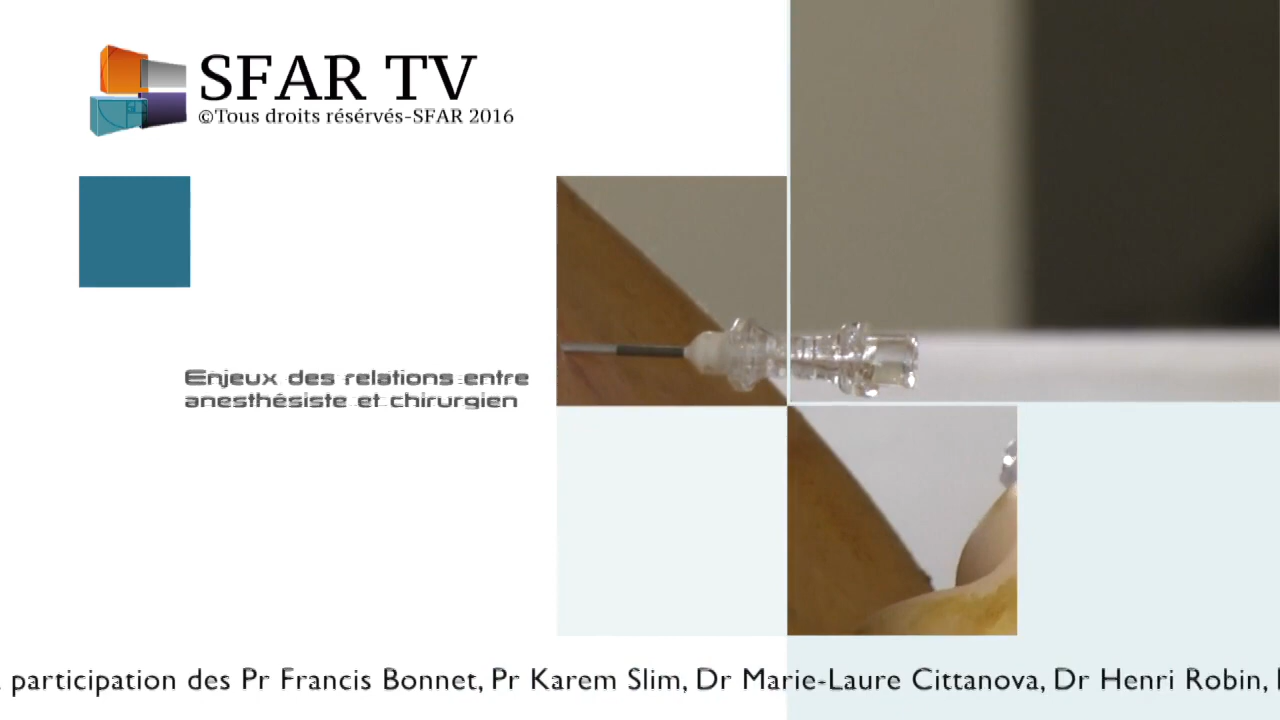 SFAR TV
©Tous droits résérvés-SFAR 2016
Enjeux des relations entre
anesthésiste et chirurgien
participation des Pr Francis Bonnet, Pr Karem Slim, Dr Marie-Laure Cittanova, Dr Henri Robin,